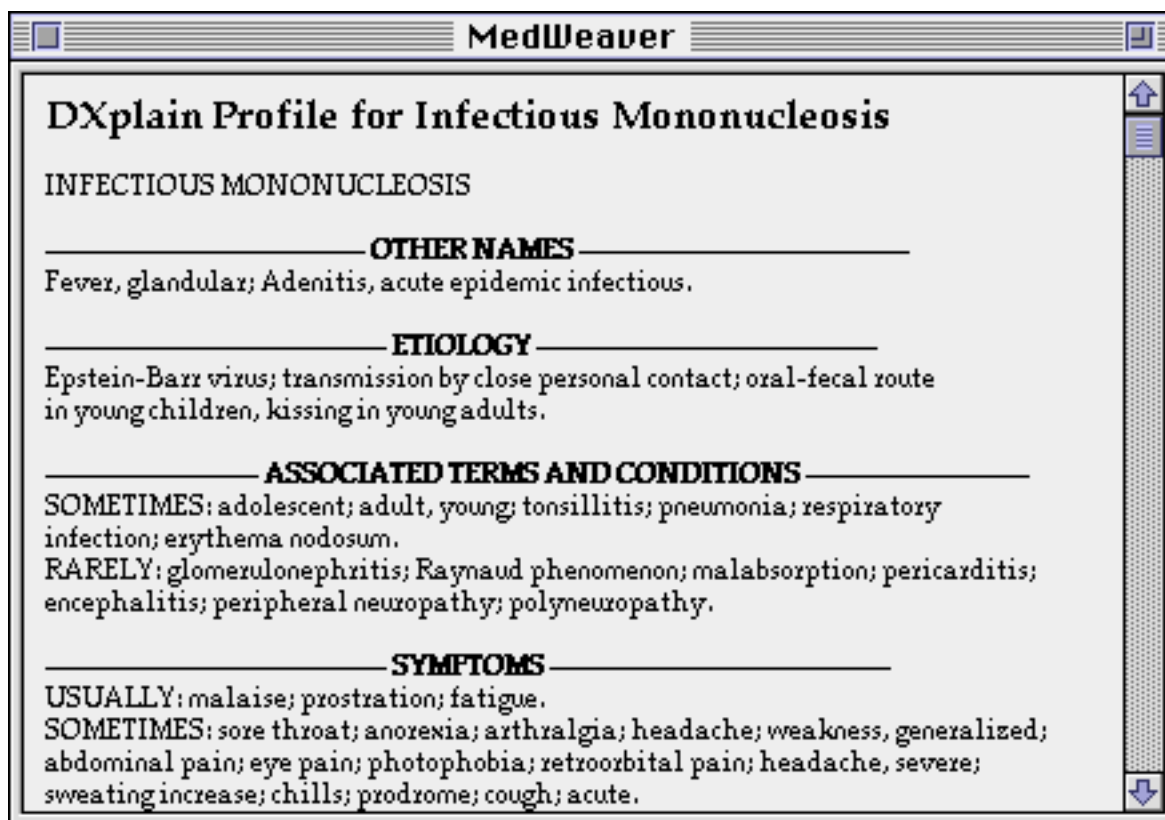 MedWeaver
DXplain Profile for Infectious Mononucleosis
INFECTIOUS MONONUCLEOSIS
OTHER NAMES
Fever, glandular; Adenitis, acute epidemic infectious.
ETIOLOGY
Epstein-Barr virus; transmission by close personal contact; oral-fecal route
in young children, kissing in young adults.
ASSOCIATED TERMS AND CONDITIONS
SOMETIMES: adolescent; adult, young; tonsillitis; pneumonia; respiratory
infection; erythema nodosum.
RARELY: glomerulonephritis; Raynaud phenomenon; malabsorption; pericarditis;
encephalitis; peripheral neuropathy; polyneuropathy.
SYMPTOMS
USUALLY: malaise; prostration; fatigue.
SOMETIMES: sore throat; anorexia; arthralgia; headache; weakness, generalized;
abdominal pain; eye pain; photophobia; retroorbital pain; headache, severe;
sweating increase; chills; prodrome; cough; acute.